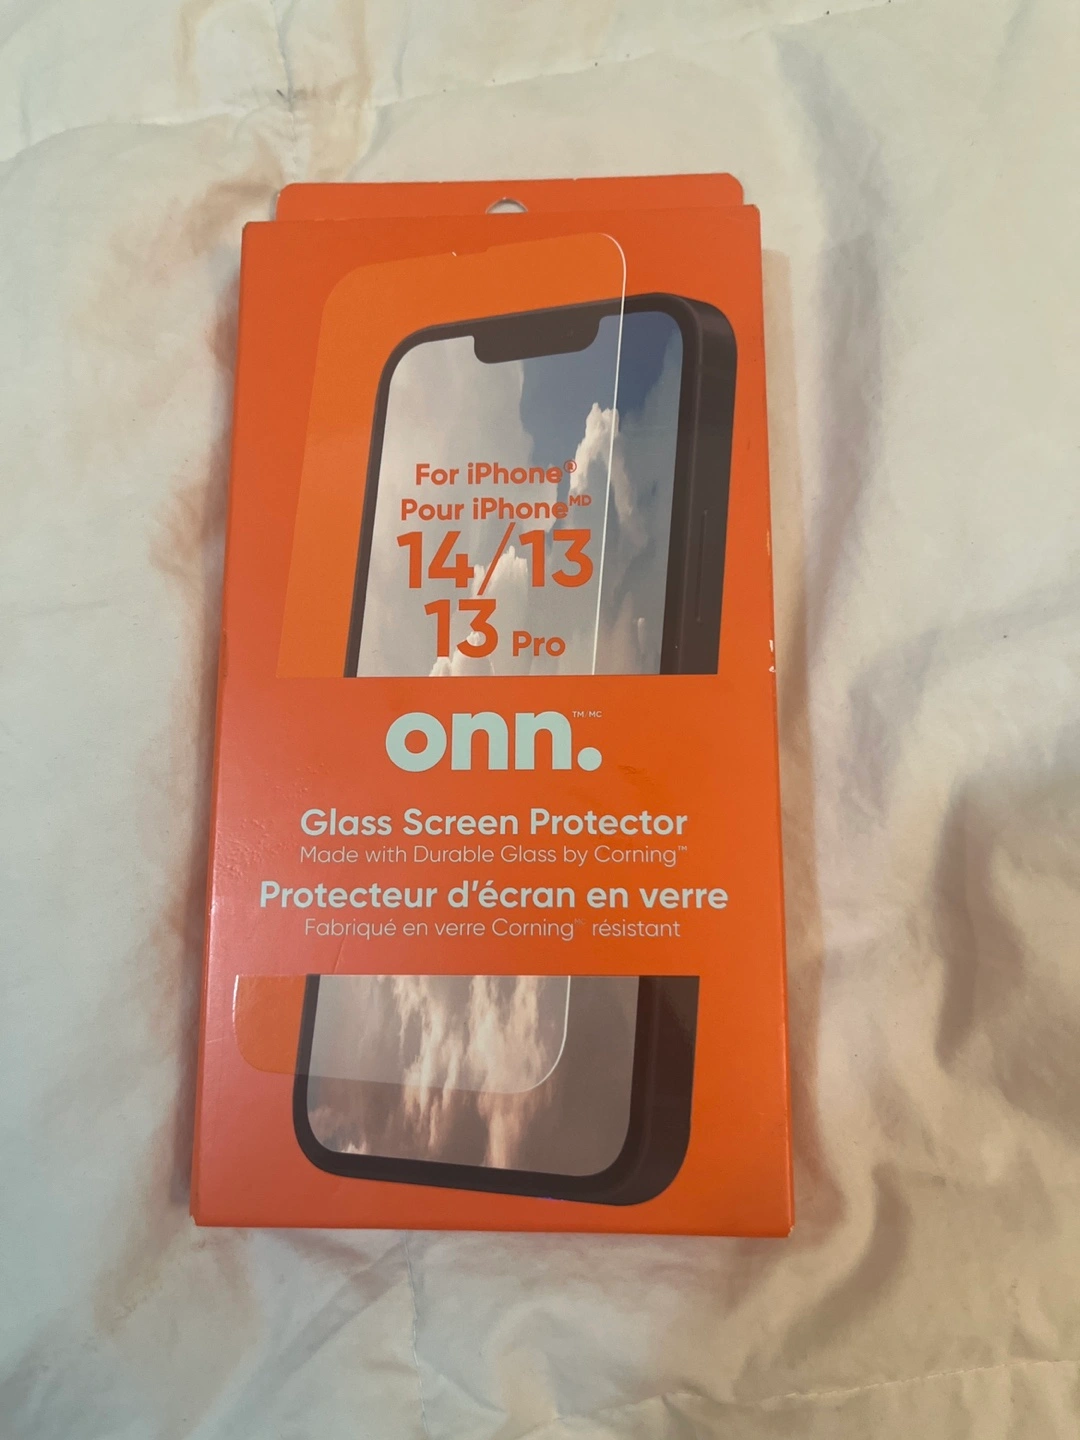 For iPhone®
Pour iPhoneMD
14/13
13 Pro
onn.™/MC
Glass Screen Protector
Made with Durable Glass by Corning™
Protecteur d'écran en verre
Fabriqué en verre CorningMC résistant